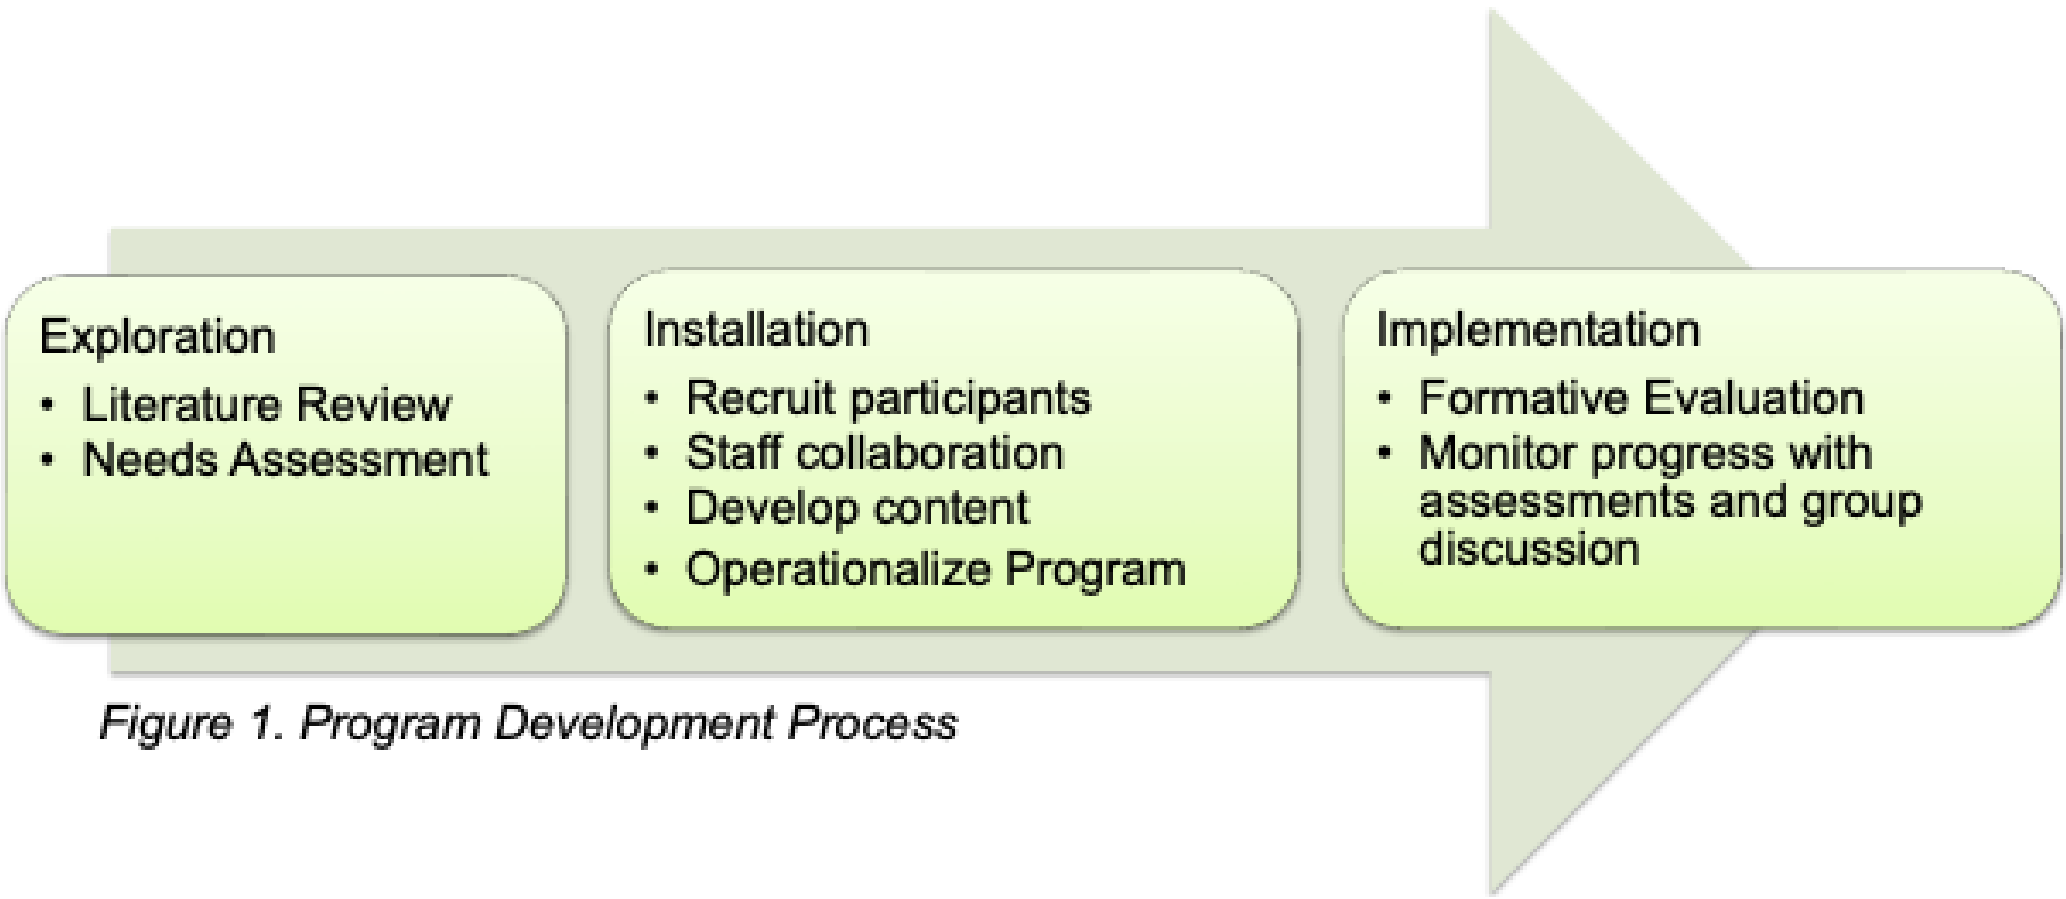 Exploration
• Literature Review
• Needs Assessment
Installation
• Recruit participants
• Staff collaboration
• Develop content
• Operationalize Program
Implementation
• Formative Evaluation
• Monitor progress with
assessments and group
discussion
Figure 1. Program Development Process